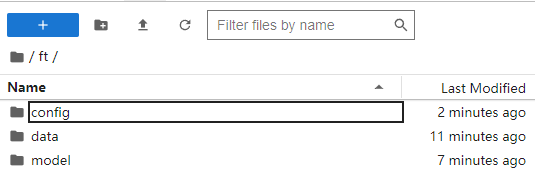 Filter files by name
/ ft /
Name Last Modified
config 2 minutes ago
data 11 minutes ago
model 7 minutes ago